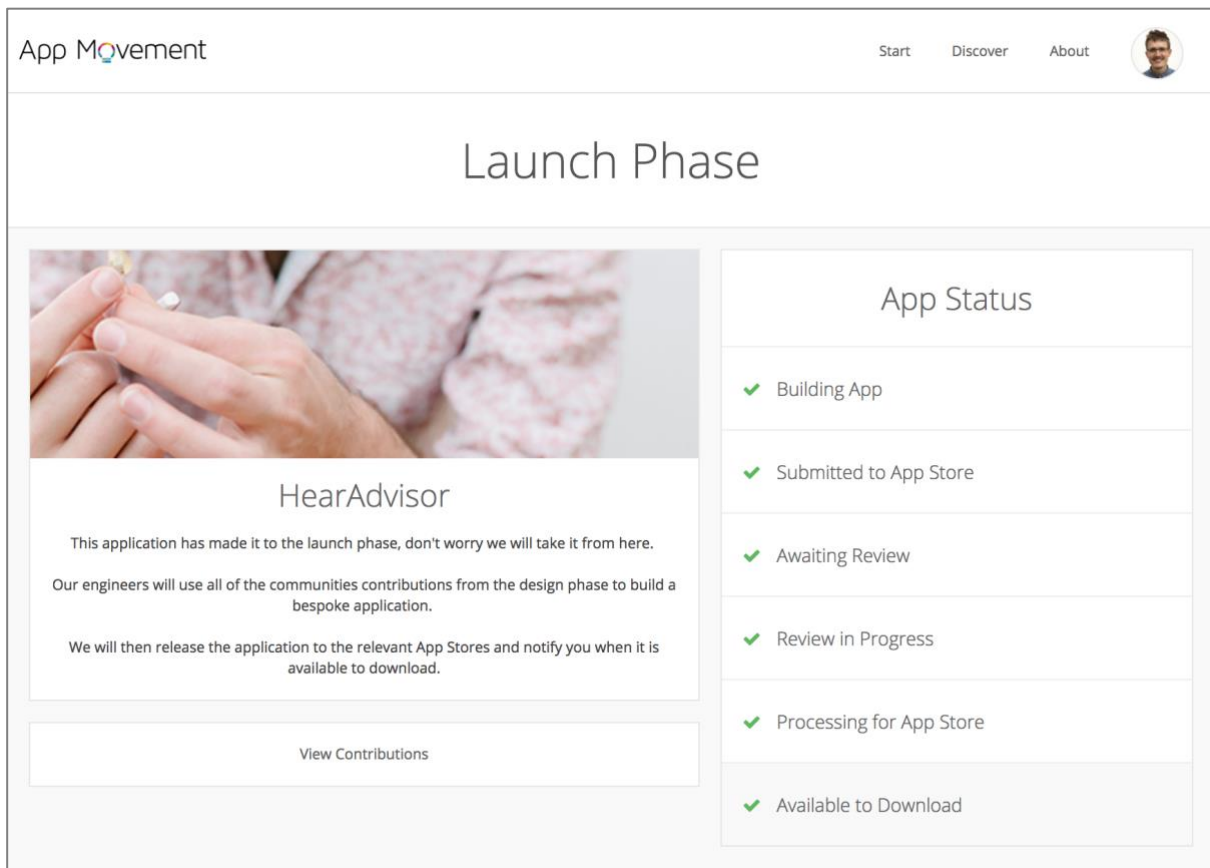 App Movement
Start Discover About
Launch Phase
HearAdvisor
This application has made it to the launch phase, don't worry we will take it from here.
Our engineers will use all of the communities contributions from the design phase to build a
bespoke application.
We will then release the application to the relevant App Stores and notify you when it is
available to download.
View Contributions
App Status
Building App
Submitted to App Store
Awaiting Review
Review in Progress
Processing for App Store
Available to Download